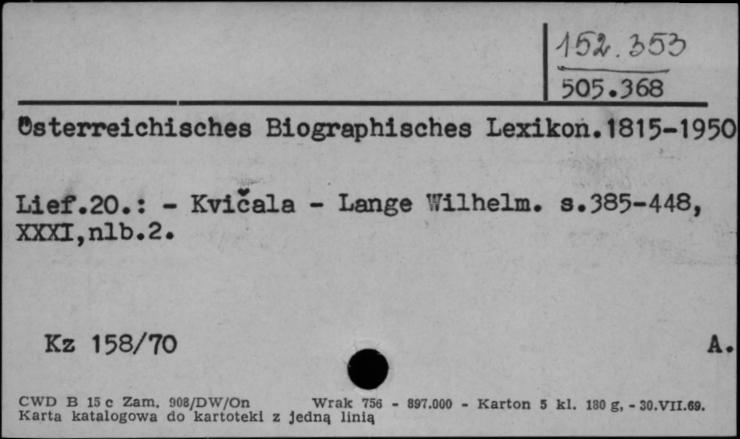 152.353
505.368
Österreichisches Biographisches Lexikon.1815-1950
Lief.20.: - Kvíčala - Lange Wilhelm. s.385-448,
XXXI,nlb.2.
Kz 158/70 A.
CWD B 15 c Zam. 908/DW/On Wrak 756 - 897.000 - Karton 5 kl. 180 g, - 30.VII.69.
Karta katalogowa do kartoteki z jedną linią